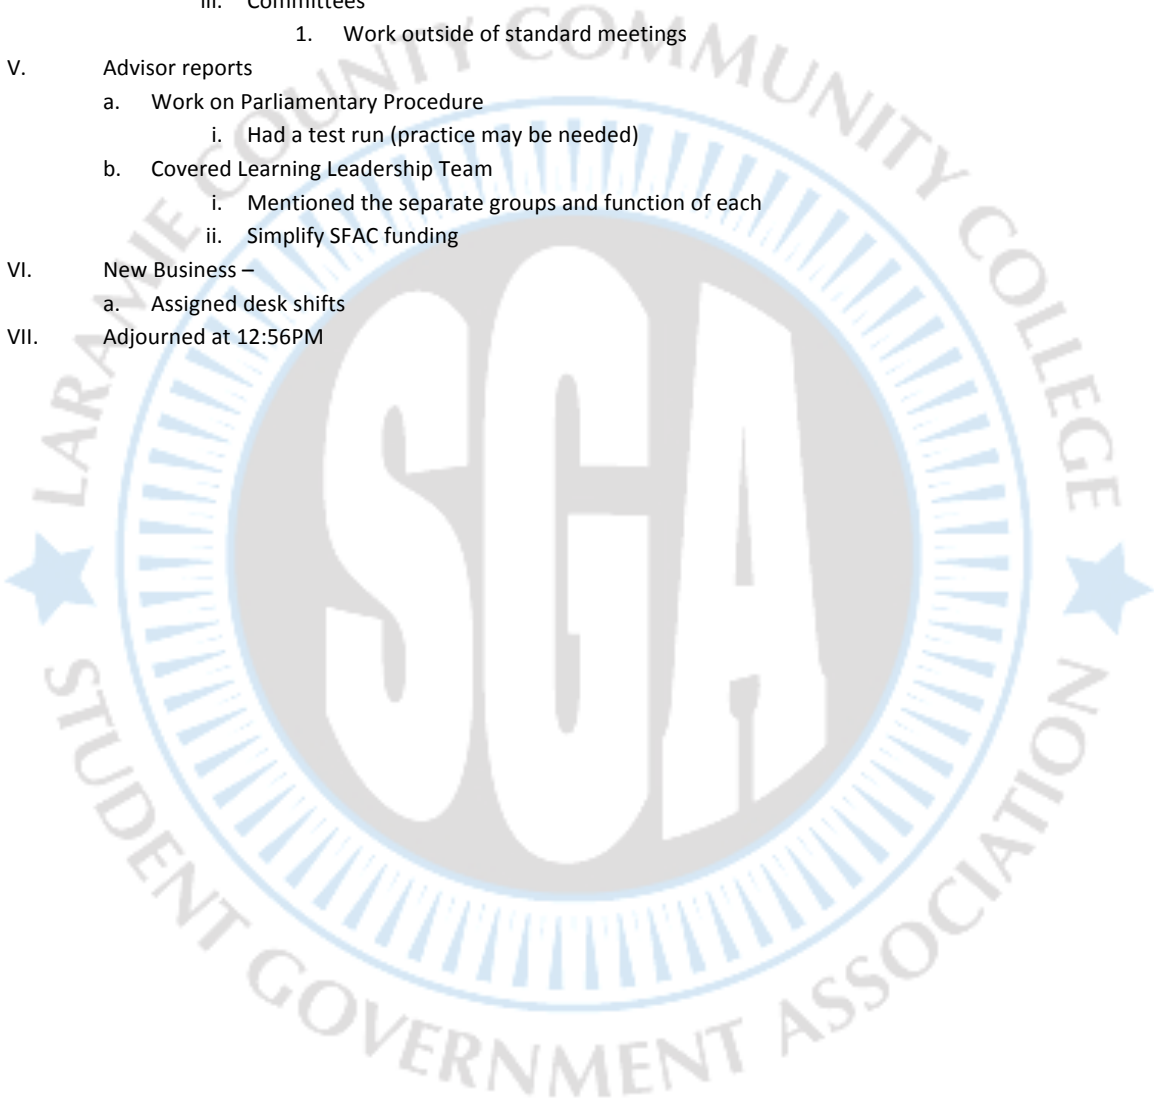 iii. Committees
1. Work outside of standard meetings
V. Advisor reports
a. Work on Parliamentary Procedure
i. Had a test run (practice may be needed)
b. Covered Learning Leadership Team
i. Mentioned the separate groups and function of each
ii. Simplify SFAC funding
VI. New Business –
a. Assigned desk shifts
VII. Adjourned at 12:56PM
LARAMIE COUNTY COMMUNITY COLLEGE
SGA
STUDENT GOVERNMENT ASSOCIATION